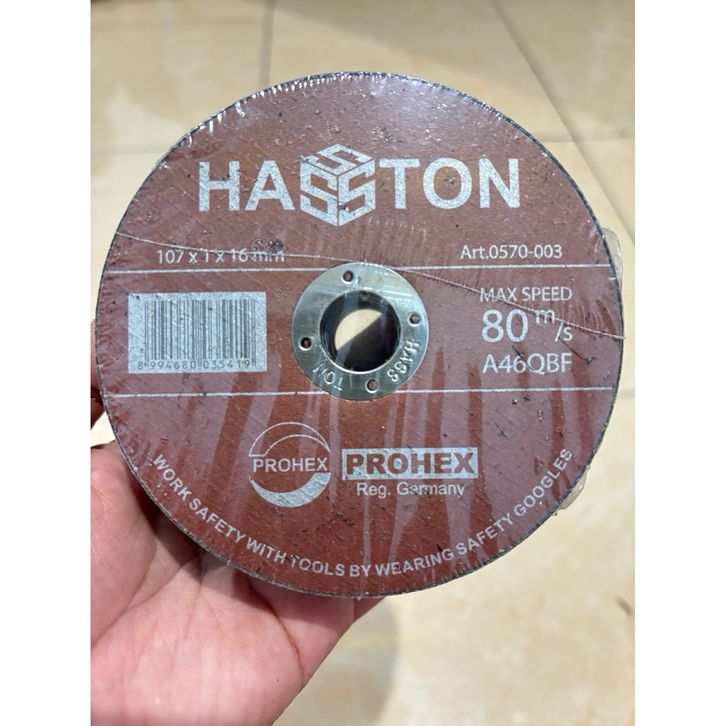 HASSTON
107 x 1 x 16 mm
Art.0570-003
MAX SPEED
80 m/s
A46QBF
8994680035419
HASSTON
PROHEX
PROHEX
Reg. Germany
WORK SAFETY WITH TOOLS BY WEARING SAFETY GOOGLES